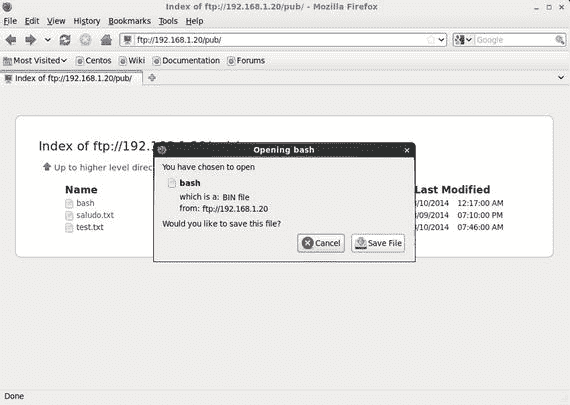 Index of ftp://192.168.1.20/pub/ - Mozilla Firefox
File Edit View History Bookmarks Tools Help
ftp://192.168.1.20/pub/
Google
Most Visited Centos Wiki Documentation Forums
Index of ftp://192.168.1.20/pub/
Index of ftp://192.1
Up to higher level direc
Name Last Modified
bash /10/2014 12:17:00 AM
saludo.txt /09/2014 07:10:00 PM
test.txt /10/2014 07:46:00 AM
Opening bash
You have chosen to open
bash
which is a: BIN file
from: ftp://192.168.1.20
Would you like to save this file?
Cancel Save File
Done